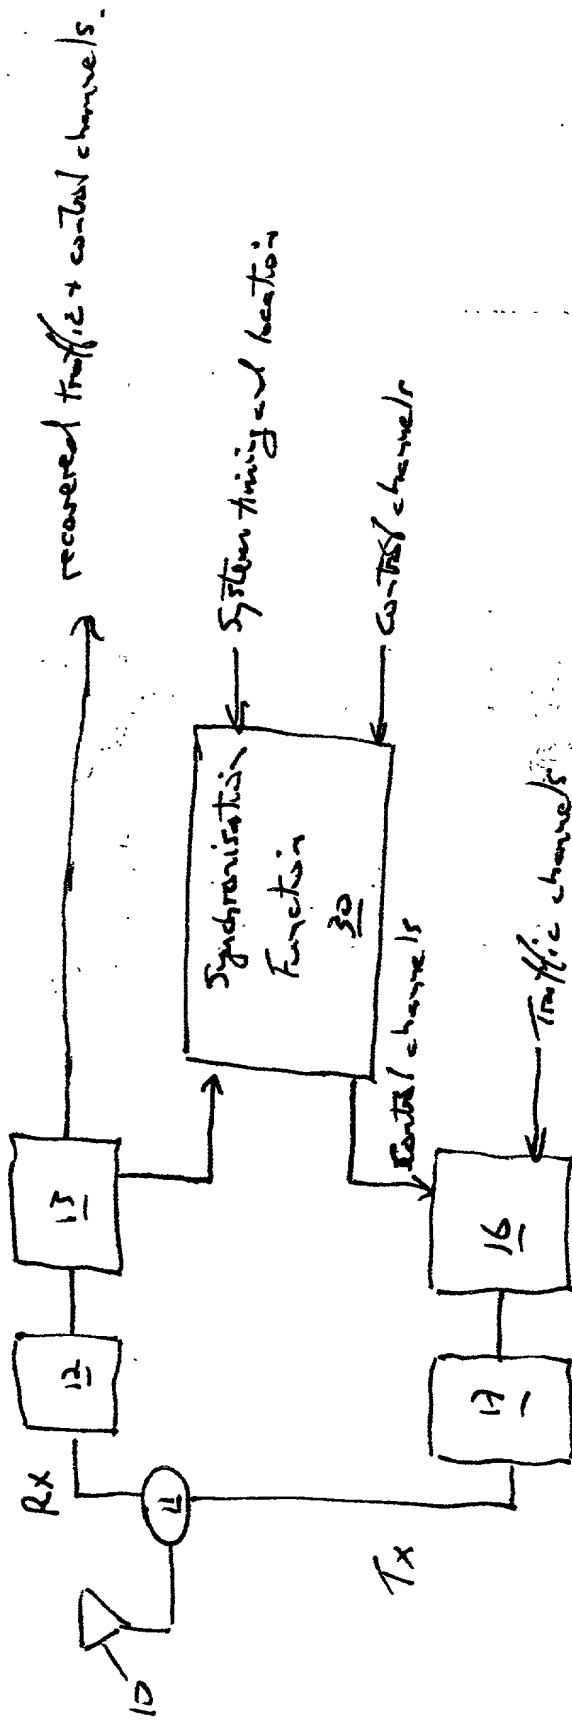 10
Rx
11
12
13
recovered traffic + control channels.
Synchronisation
Function
30
System timing and location
control channels
control channels
Tx
17
16
Traffic channels